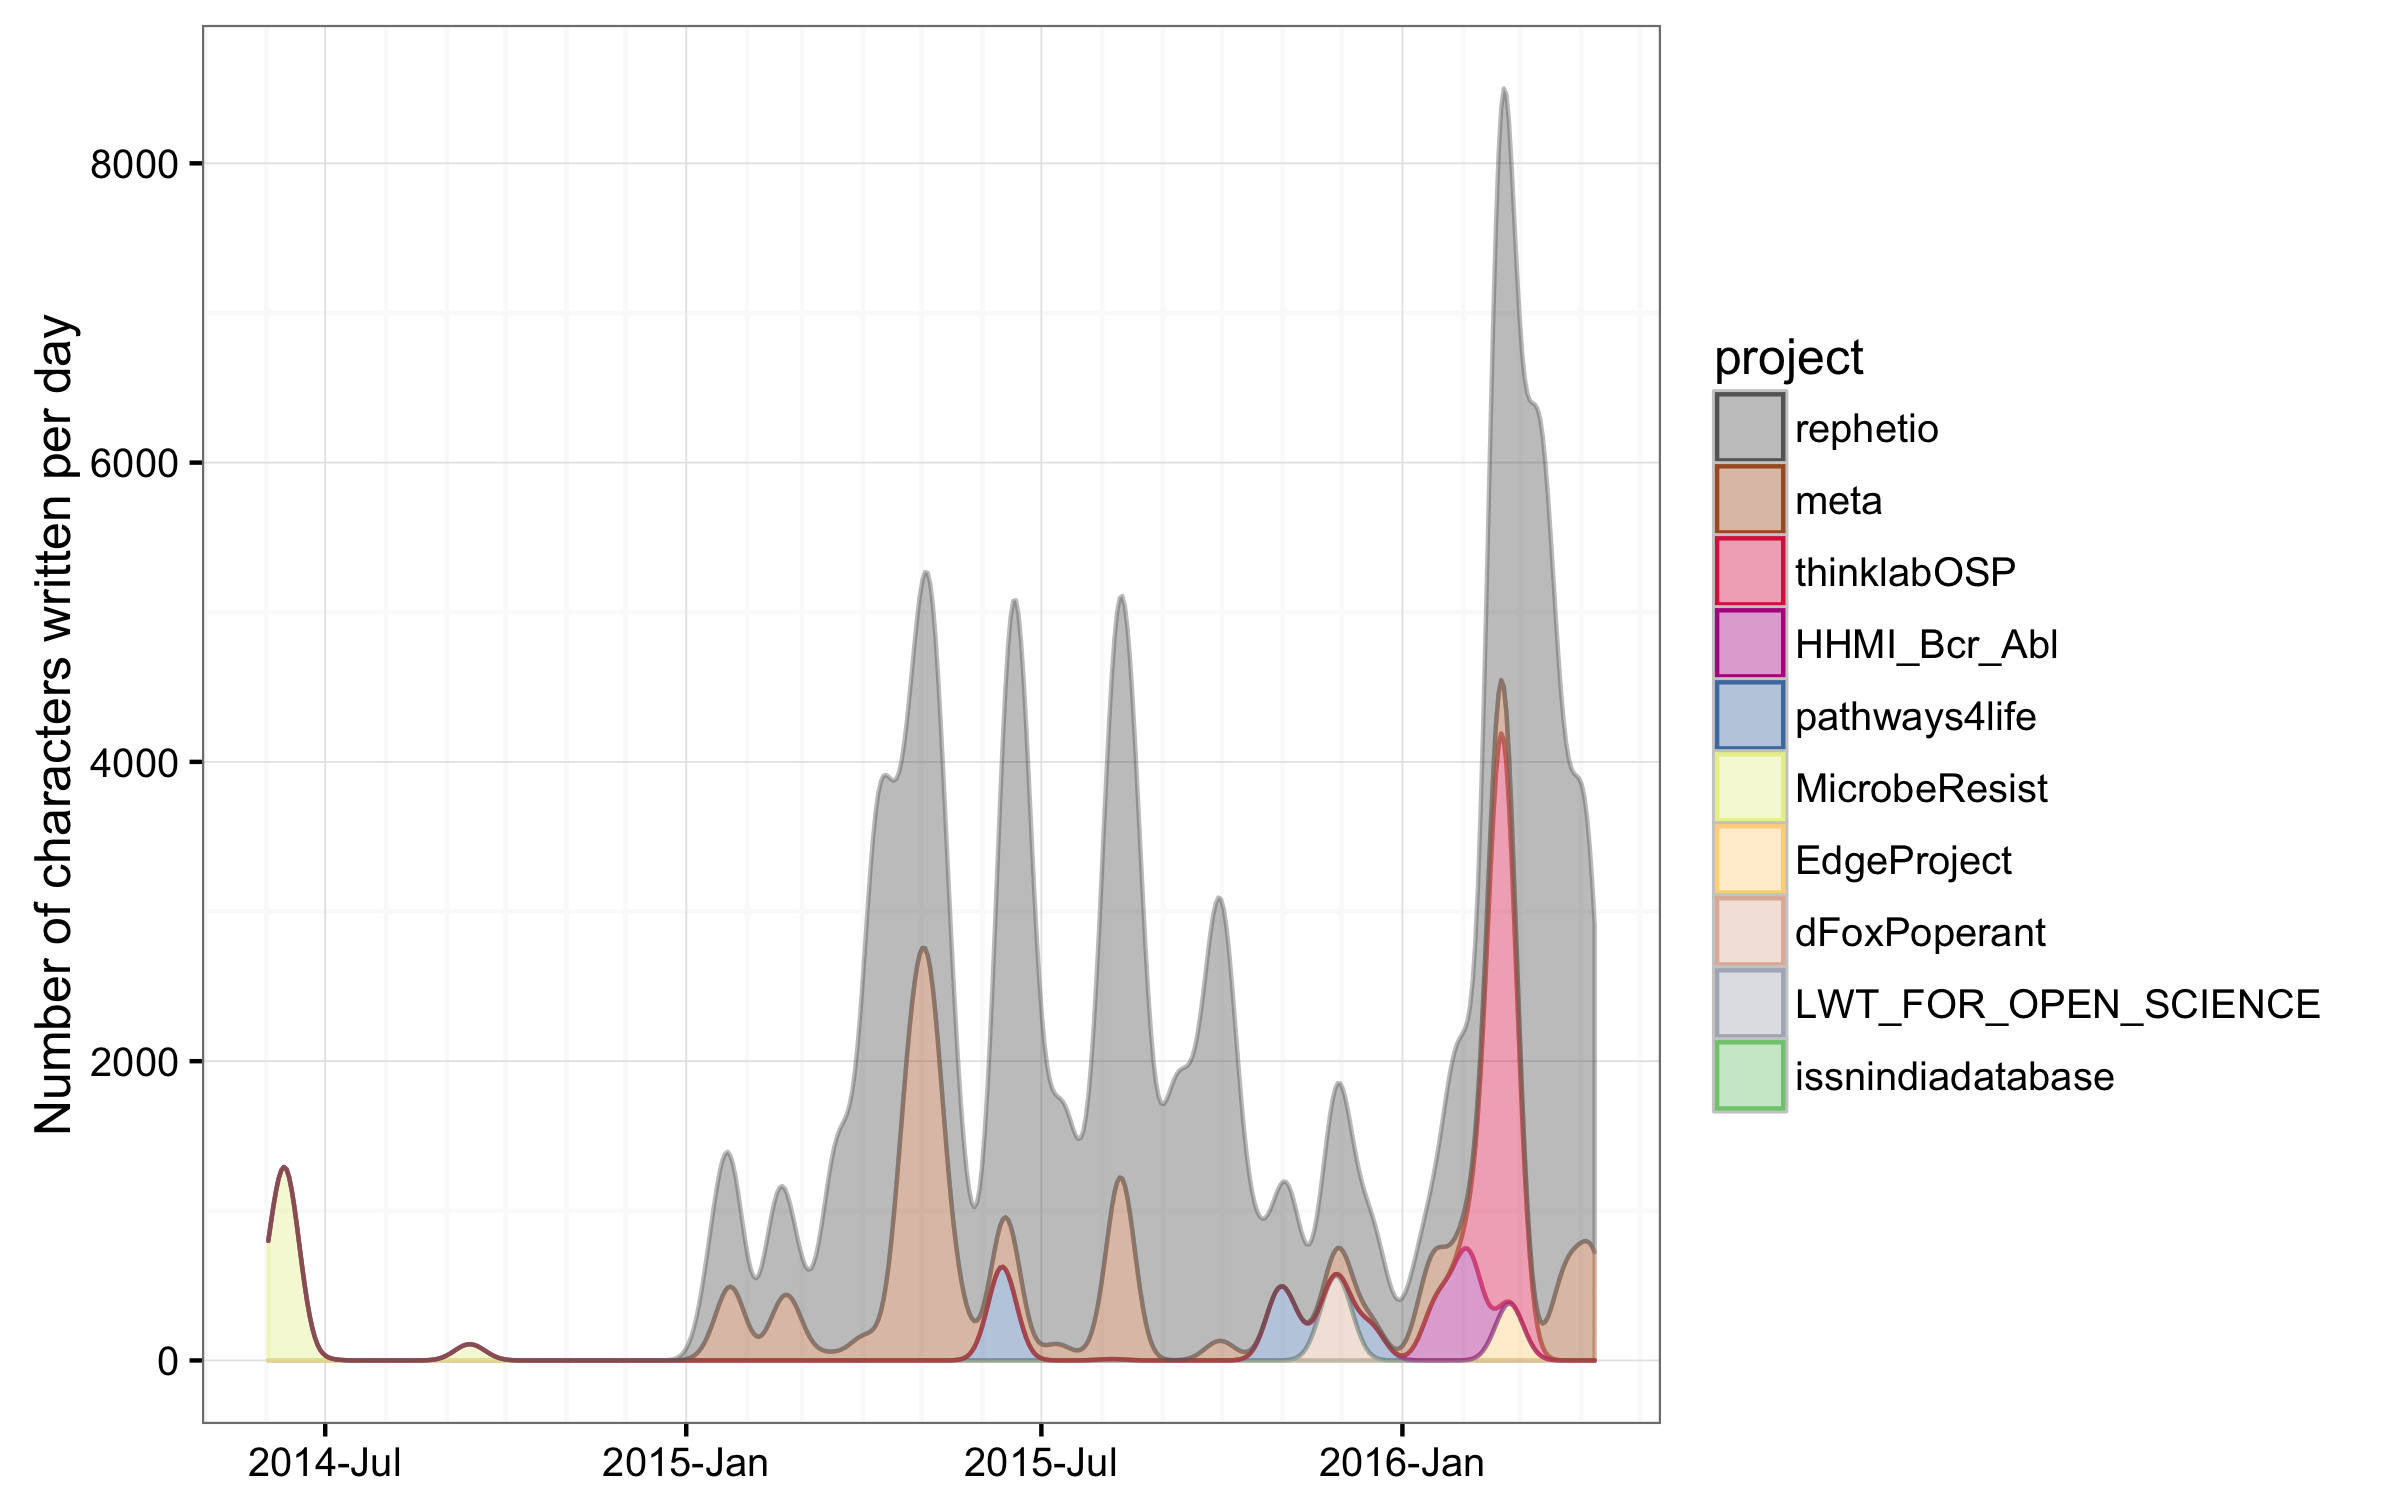 Number of characters written per day
8000
6000
4000
2000
0
2014-Jul
2015-Jan
2015-Jul
2016-Jan
project
rephetio
meta
thinklabOSP
HHMI_Bcr_Abl
pathways4life
MicrobeResist
EdgeProject
dFoxPoperant
LWT_FOR_OPEN_SCIENCE
issnindiadatabase